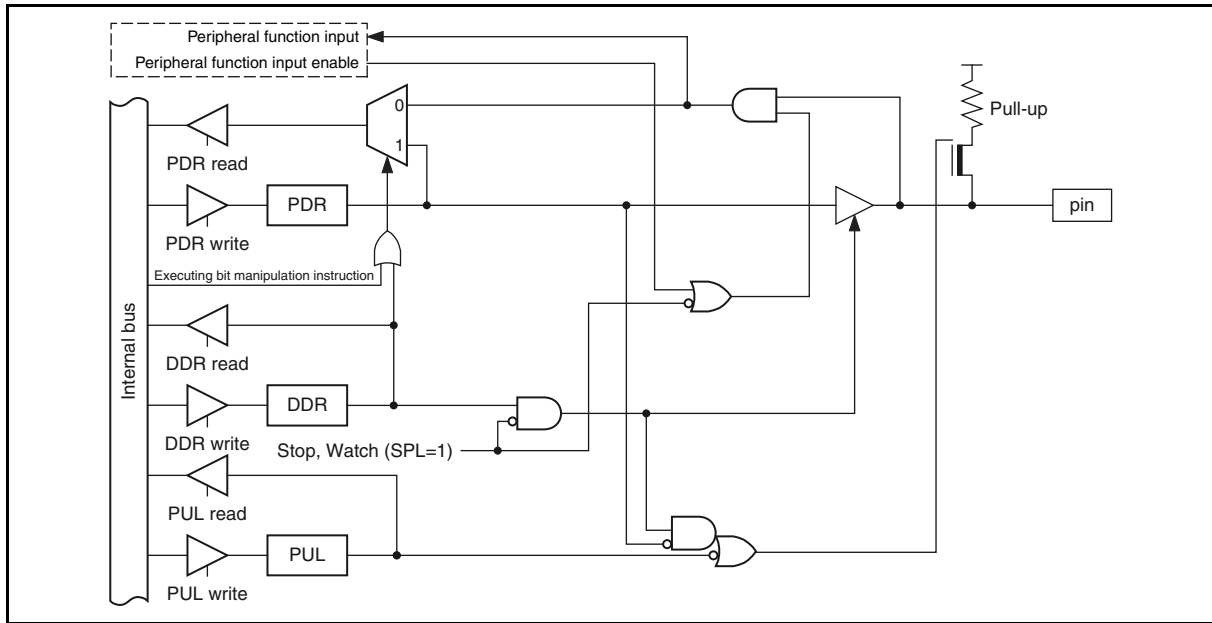 Peripheral function input
Peripheral function input enable
0
Pull-up
1
PDR read
PDR
pin
PDR write
Executing bit manipulation instruction
Internal bus
DDR read
DDR
DDR write
Stop, Watch (SPL=1)
PUL read
PUL
PUL write